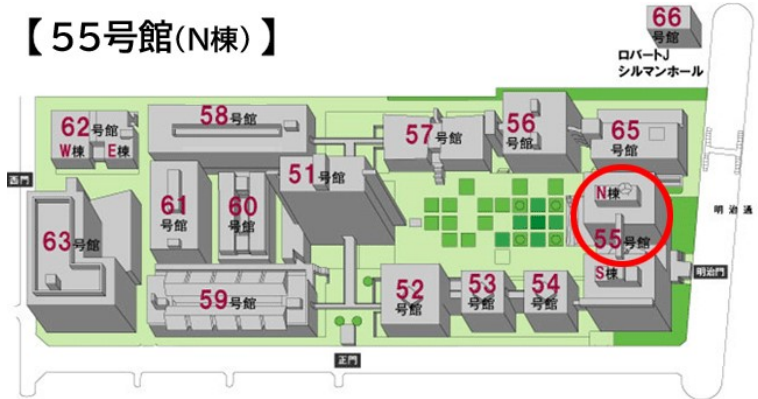 【55号館(N棟)】
66
号館
ロバートJ
シルマンホール
62号館
W棟 E棟
58号館
57号館
56
号館
65
号館
51号館
西門
61
号館
60
号館
N棟
明治通
63号館
55号館
S棟
明治門
59号館
52
号館
53
号館
54
号館
正門